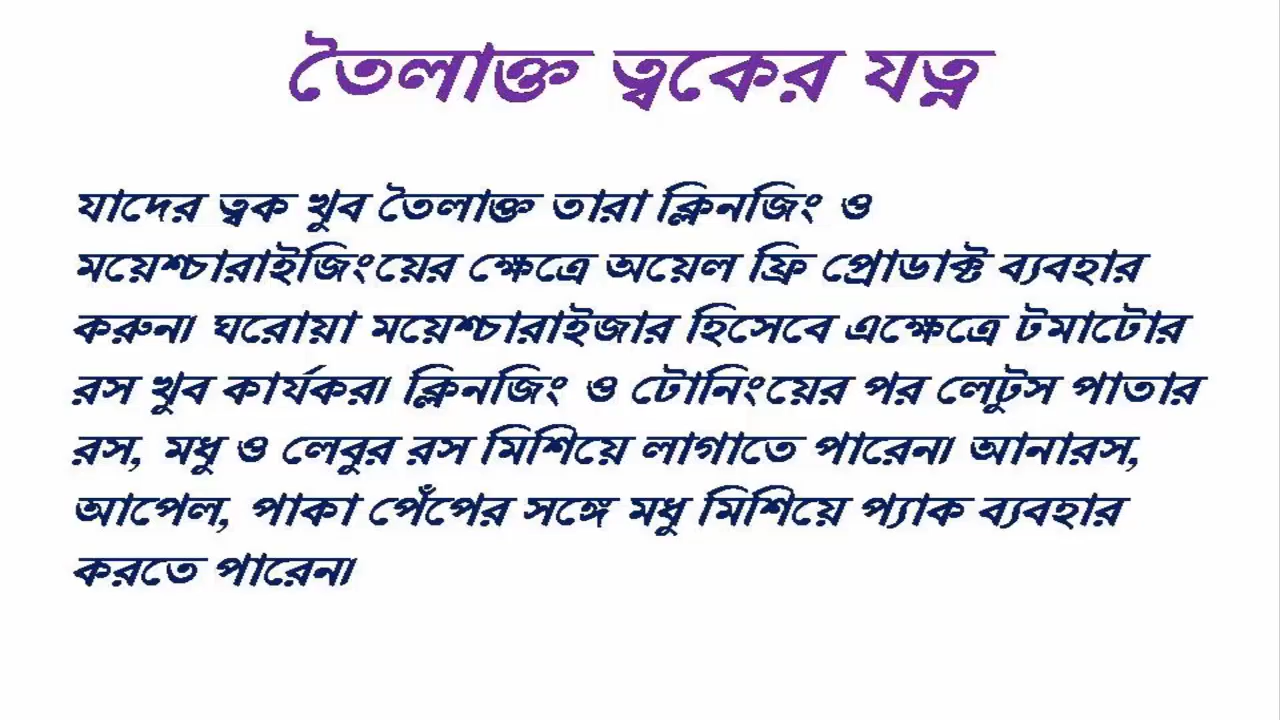 তৈলাক্ত ত্বকের যত্ন
যাদের ত্বক খুব তৈলাক্ত তারা ক্লিনজিং ও
ময়েশ্চারাইজিংয়ের ক্ষেত্রে অয়েল ফ্রি প্রোডাক্ট ব্যবহার
করুন। ঘরোয়া ময়েশ্চারাইজার হিসেবে এক্ষেত্রে টমাটোর
রস খুব কার্যকর। ক্লিনজিং ও টোনিংয়ের পর লেটুস পাতার
রস, মধু ও লেবুর রস মিশিয়ে লাগাতে পারেন। আনারস,
আপেল, পাকা পেঁপের সঙ্গে মধু মিশিয়ে প্যাক ব্যবহার
করতে পারেন।